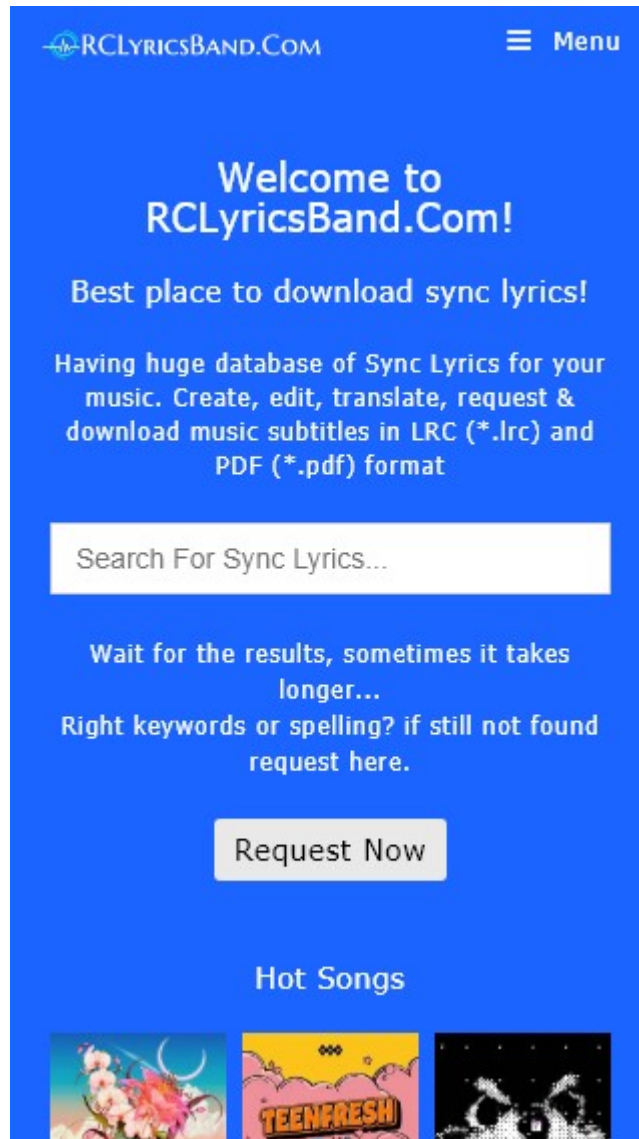 RCLyricsBand.Com
Menu
Welcome to
RCLyricsBand.Com!
Best place to download sync lyrics!
Having huge database of Sync Lyrics for your
music. Create, edit, translate, request &
download music subtitles in LRC (*.lrc) and
PDF (*.pdf) format
Search For Sync Lyrics...
Wait for the results, sometimes it takes
longer...
Right keywords or spelling? if still not found
request here.
Request Now
Hot Songs
TEENFRESH